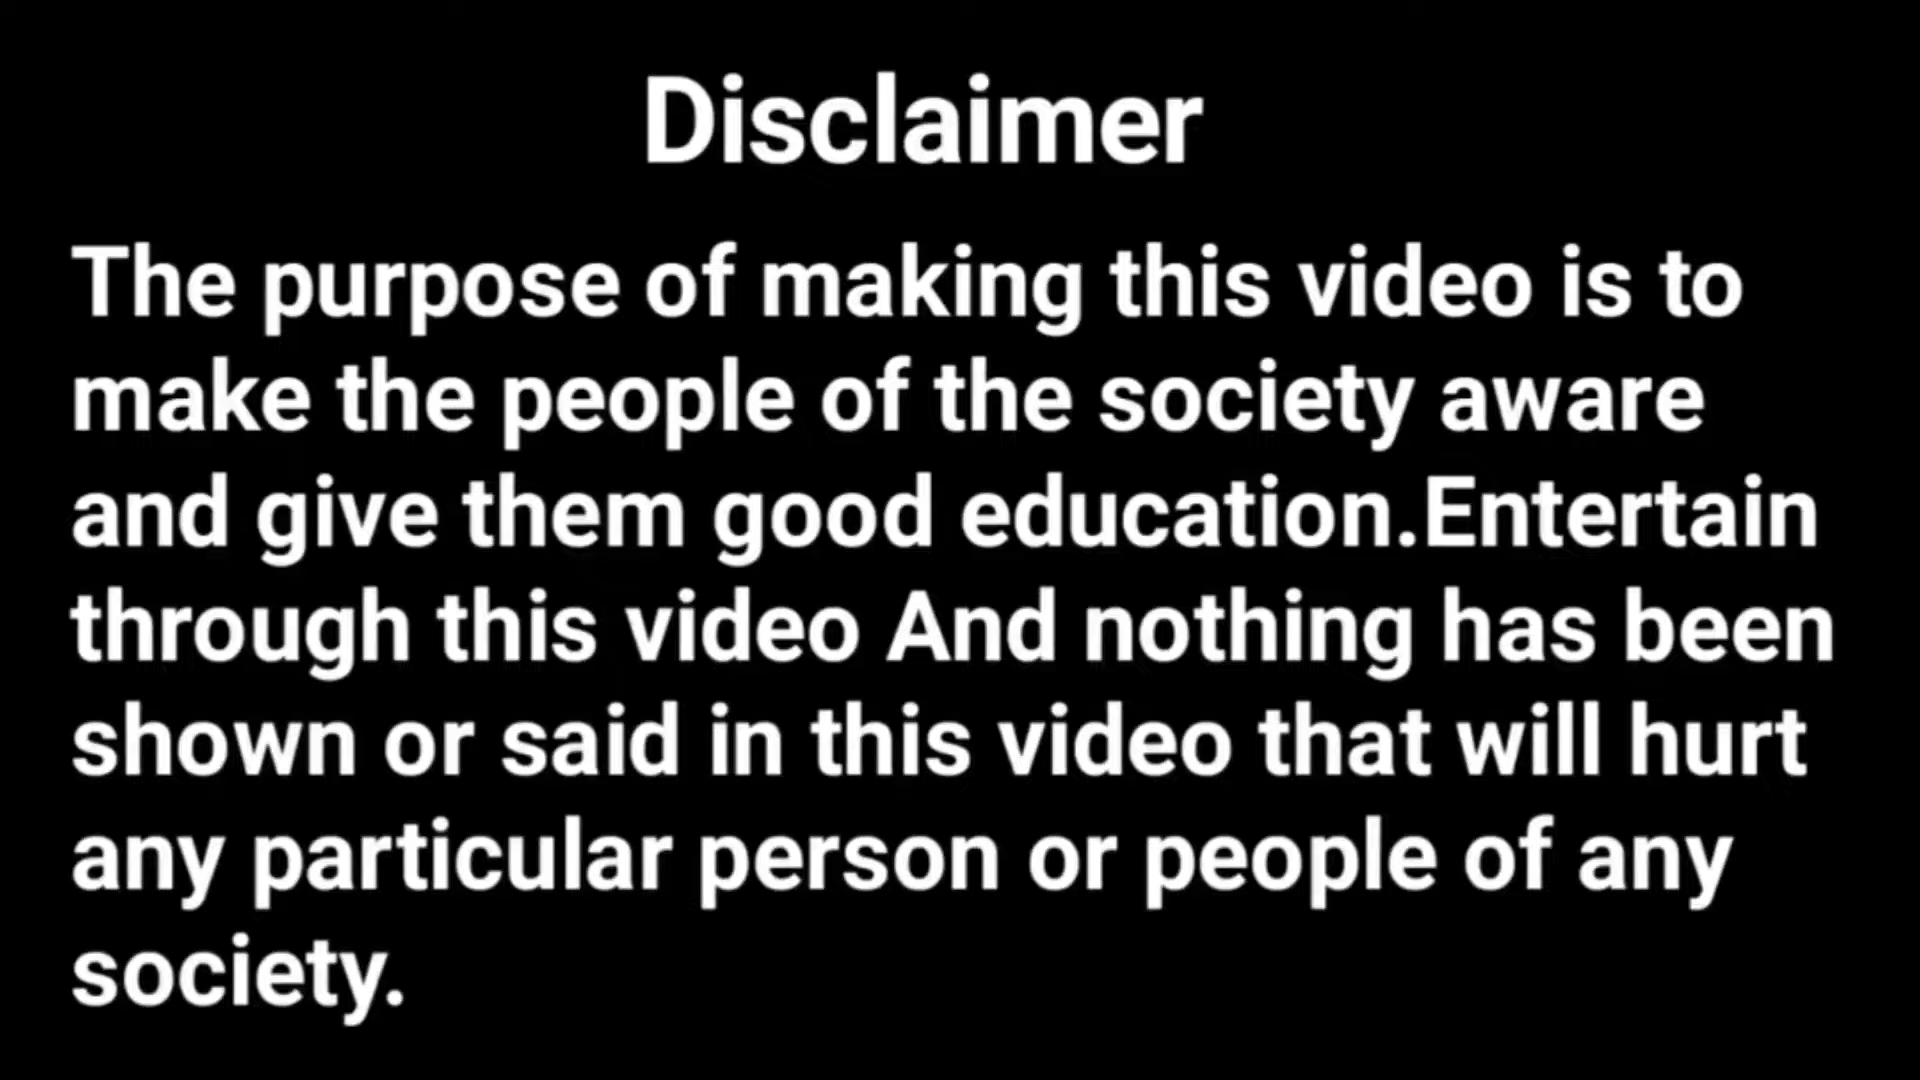 Disclaimer
The purpose of making this video is to
make the people of the society aware
and give them good education.Entertain
through this video And nothing has been
shown or said in this video that will hurt
any particular person or people of any
society.